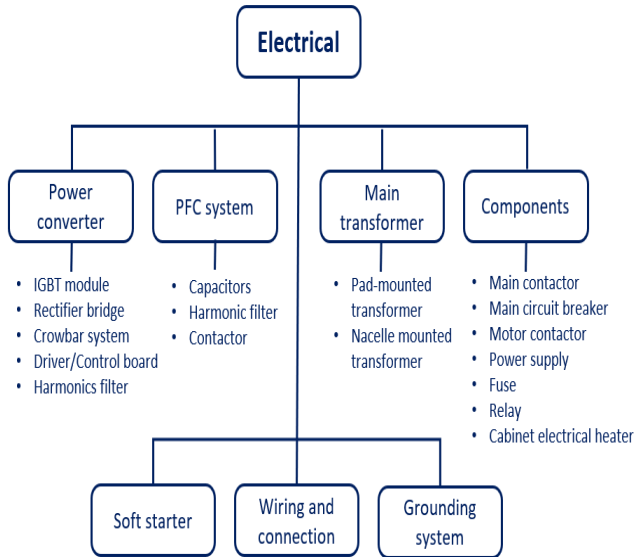 Electrical
Power
converter
PFC system
Main
transformer
Components
• IGBT module
• Rectifier bridge
• Crowbar system
• Driver/Control board
• Harmonics filter
• Capacitors
• Harmonic filter
• Contactor
• Pad-mounted
transformer
• Nacelle mounted
transformer
• Main contactor
• Main circuit breaker
• Motor contactor
• Power supply
• Fuse
• Relay
• Cabinet electrical heater
Soft starter
Wiring and
connection
Grounding
system